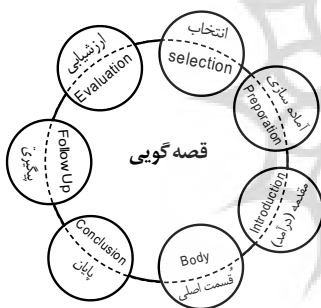 قصه گویی
انتخاب
selection
آماده سازی
Preporation
مقدمه (درآمد)
Introduction
Body
قسمت اصلی
Conclusion
پایان
Follow Up
پیگیری
ارزشیابی
Evaluation